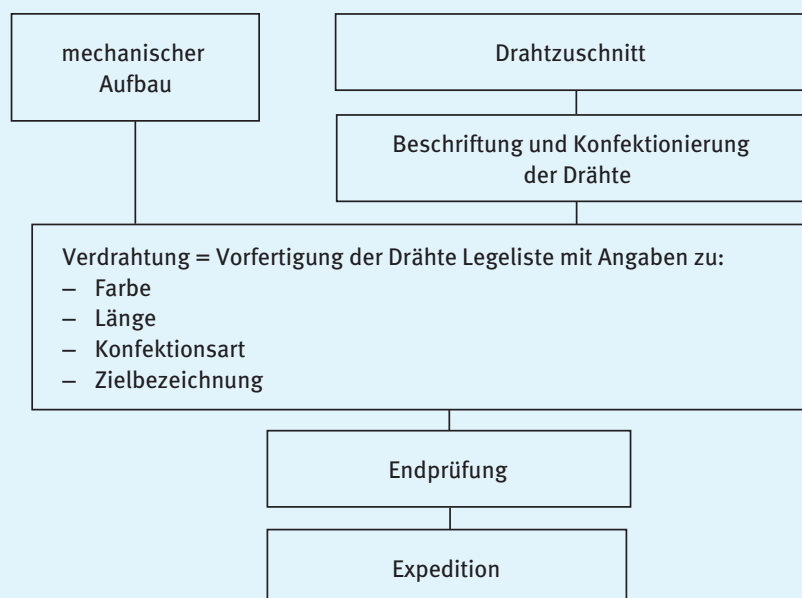 mechanischer
Aufbau
Drahtzuschnitt
Beschriftung und Konfektionierung
der Drähte
Verdrahtung = Vorfertigung der Drähte Legeliste mit Angaben zu:
– Farbe
– Länge
– Konfektionsart
– Zielbezeichnung
Endprüfung
Expedition